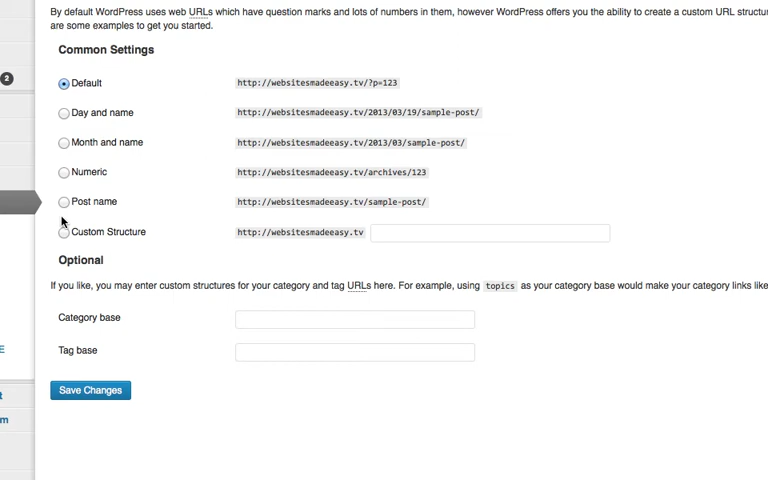 By default WordPress uses web URLs which have question marks and lots of numbers in them, however WordPress offers you the ability to create a custom URL
are some examples to get you started.
Common Settings
2
Default http://websitesmadeeasy.tv/?p=123
Day and name http://websitesmadeeasy.tv/2013/03/19/sample-post/
Month and name http://websitesmadeeasy.tv/2013/03/sample-post/
Numeric http://websitesmadeeasy.tv/archives/123
Post name http://websitesmadeeasy.tv/sample-post/
Custom Structure http://websitesmadeeasy.tv
Optional
If you like, you may enter custom structures for your category and tag URLs here. For example, using topics as your category base would make your category links like
Category base
E
Tag base
Save Changes
t
m